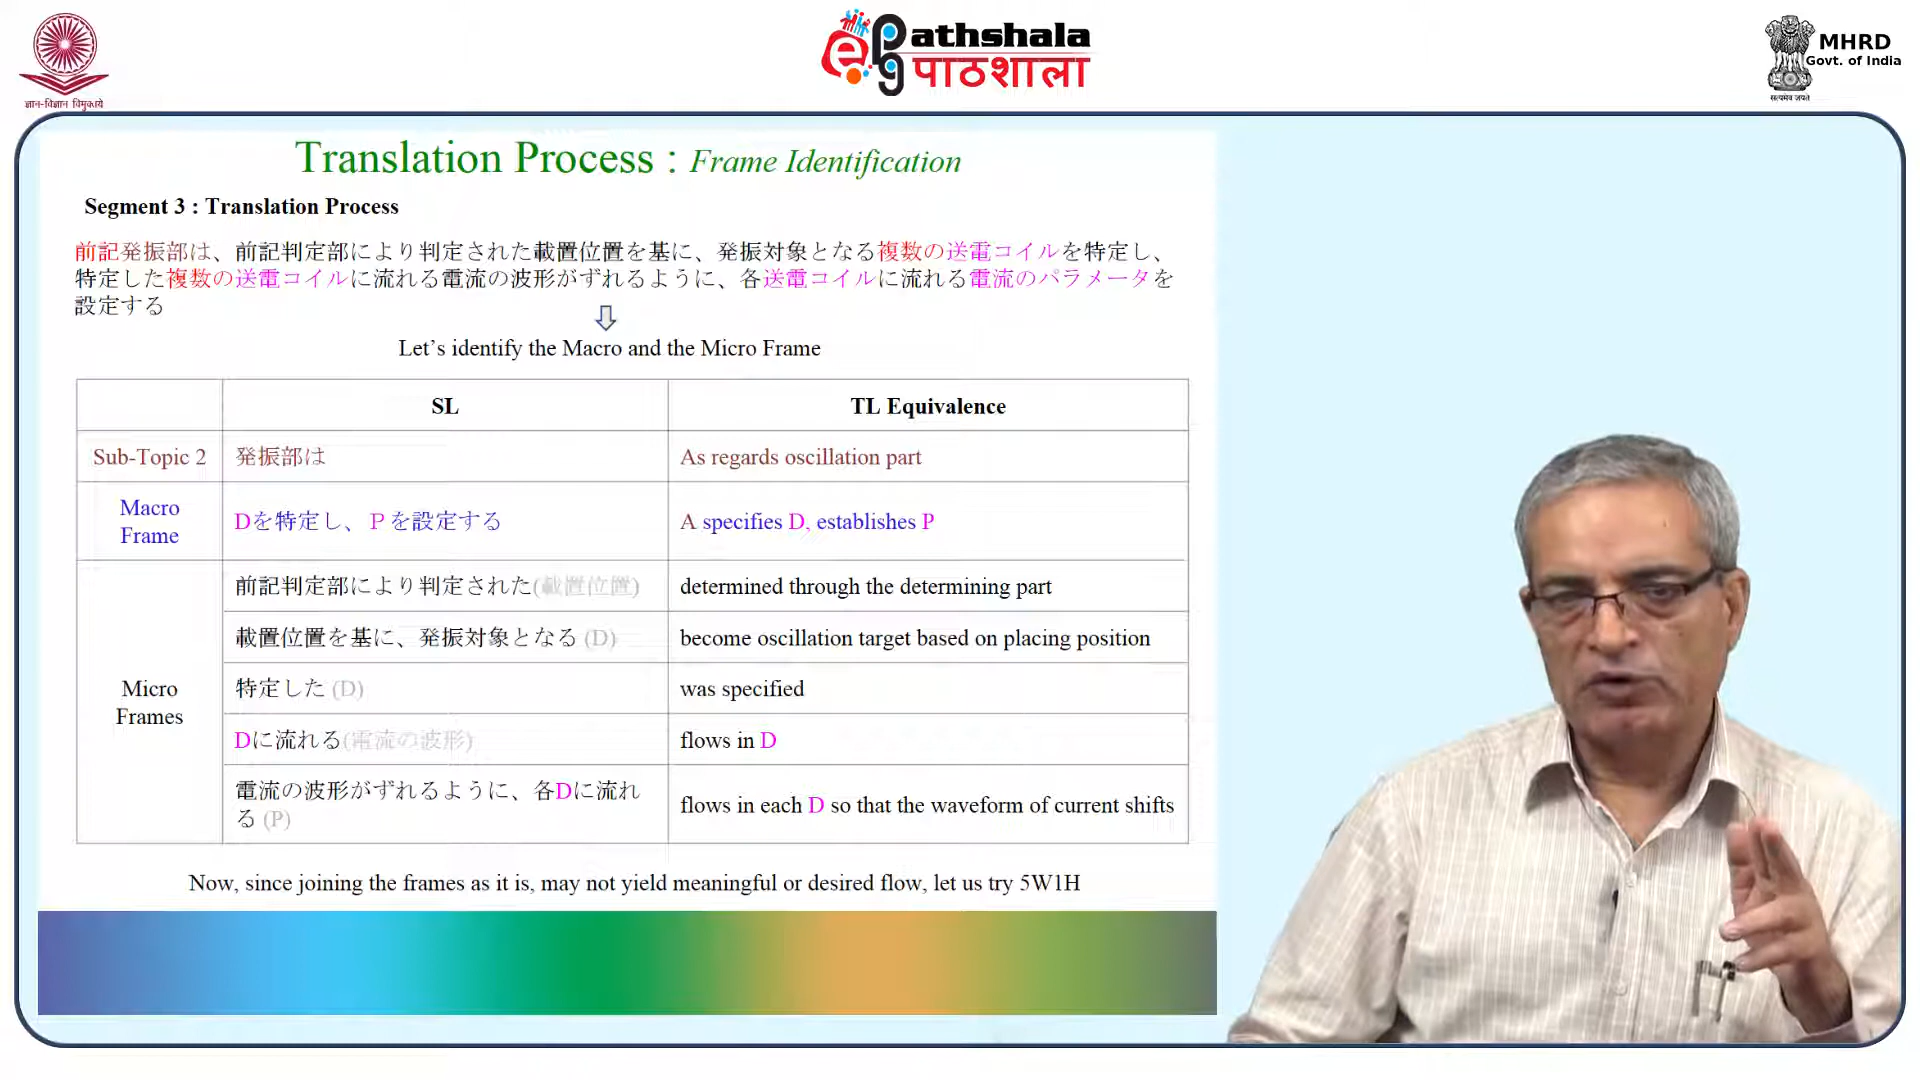 ज्ञान-विज्ञान विमुक्तये
ePathshala
पाठशाला
MHRD
Govt. of India
सत्यमेव जयते
Translation Process : Frame Identification
Segment 3 : Translation Process
前記発振部は、前記判定部により判定された載置位置を基に、発振対象となる複数の送電コイルを特定し、
特定した複数の送電コイルに流れる電流の波形がずれるように、各送電コイルに流れる電流のパラメータを
設定する
Let's identify the Macro and the Micro Frame
SL
TL Equivalence
Sub-Topic 2
発振部は
As regards oscillation part
Macro
Frame
Dを特定し、Ｐを設定する
A specifies D, establishes P
Micro
Frames
前記判定部により判定された(載置位置)
determined through the determining part
載置位置を基に、発振対象となる (D)
become oscillation target based on placing position
特定した (D)
was specified
Dに流れる(電流の波形)
flows in D
電流の波形がずれるように、各Dに流れ
る (P)
flows in each D so that the waveform of current shifts
Now, since joining the frames as it is, may not yield meaningful or desired flow, let us try 5W1H